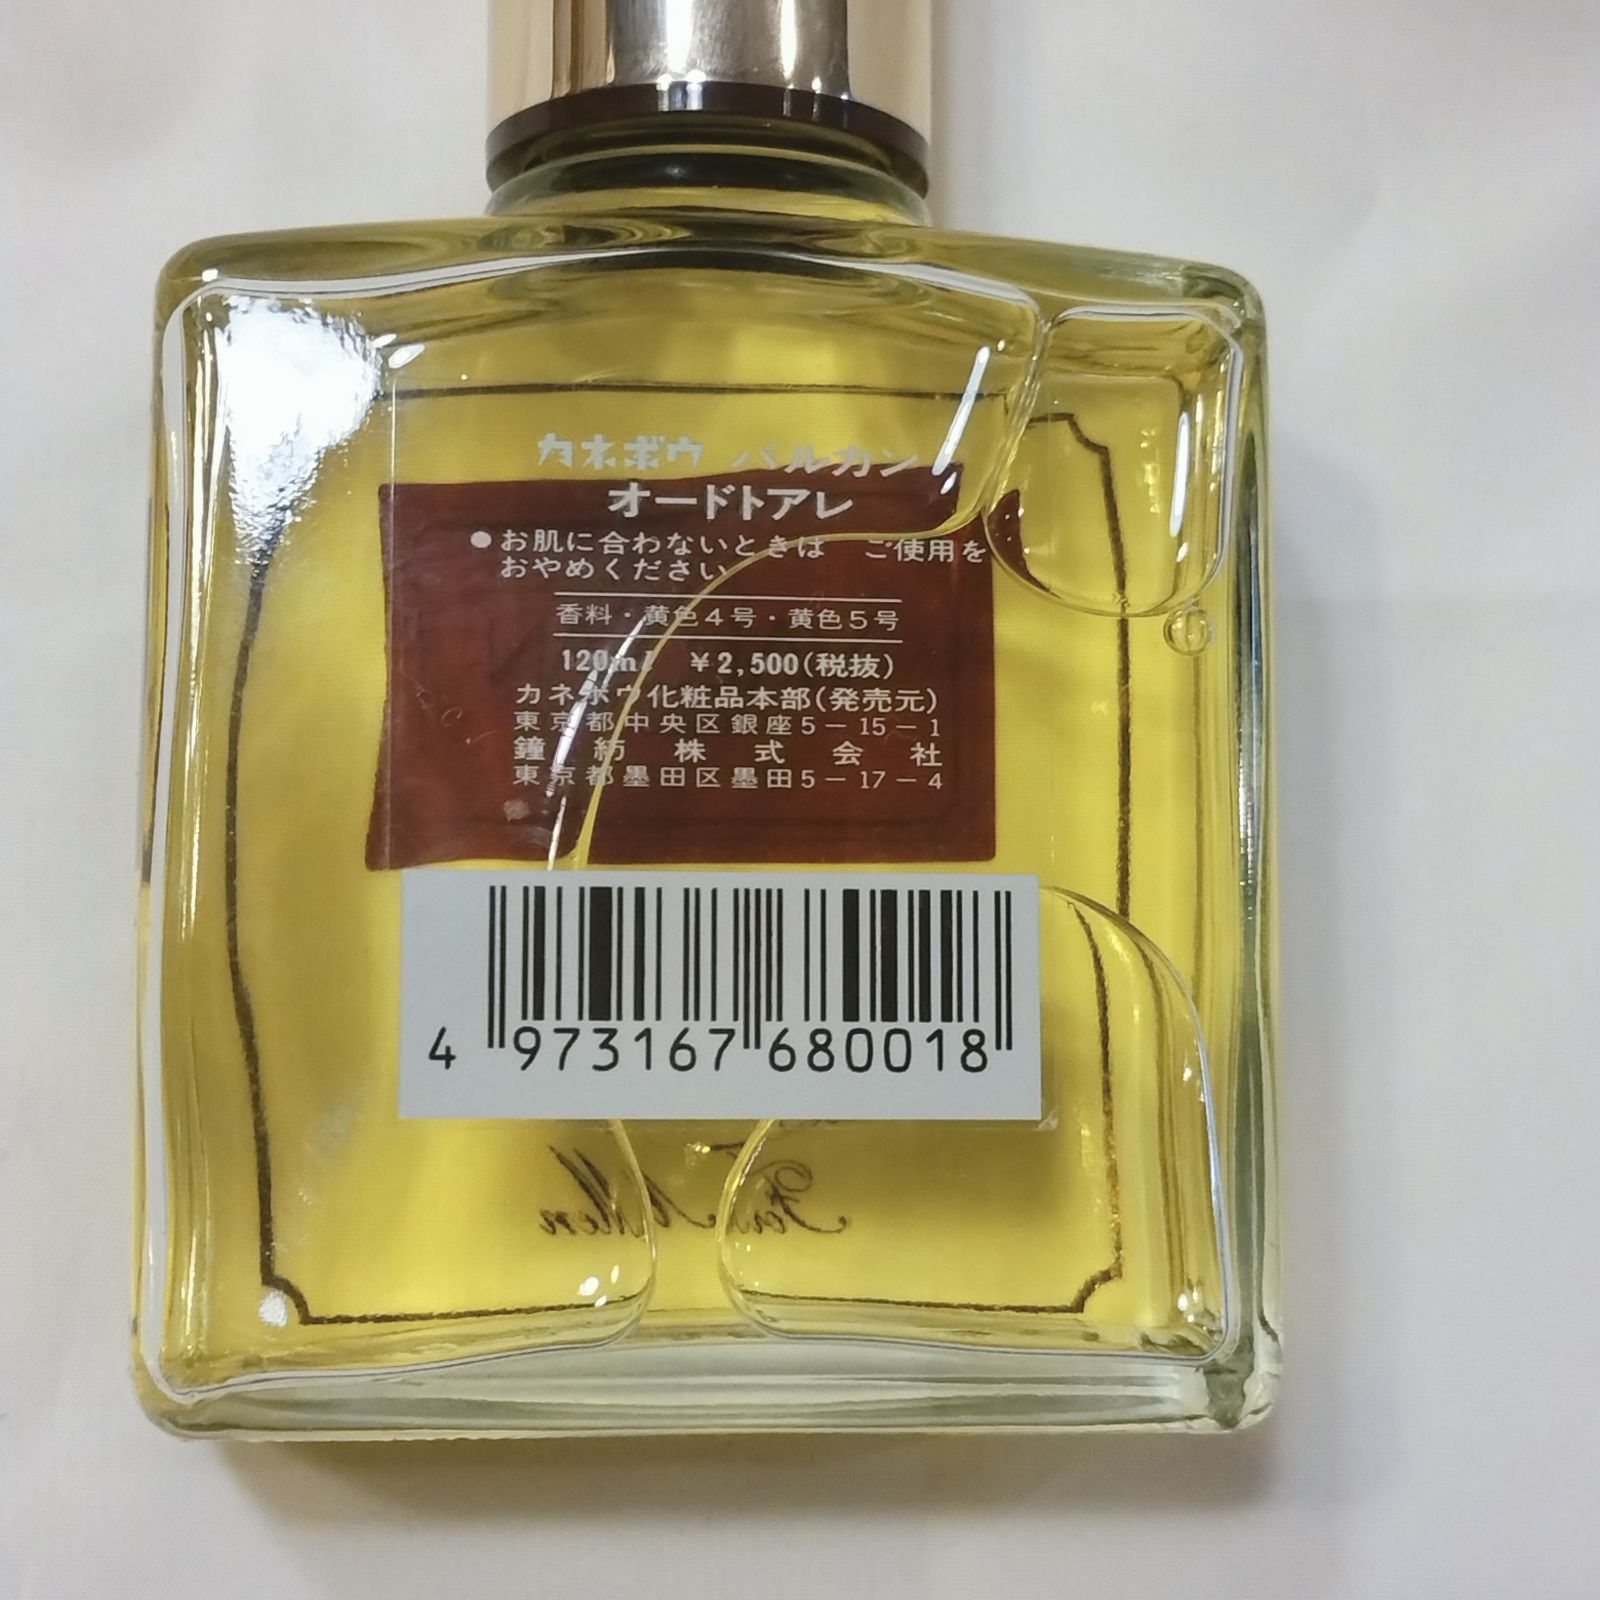 カネボウ バルカン
オードトアレ
●お肌に合わないときは ご使用を
おやめください
香料・黄色4号・黄色5号
120ml ¥2,500(税抜)
カネボウ化粧品本部(発売元)
東京都中央区銀座5-15-1
鐘紡株式会社
東京都墨田区墨田5-17-4
4 973167 680018
For Men